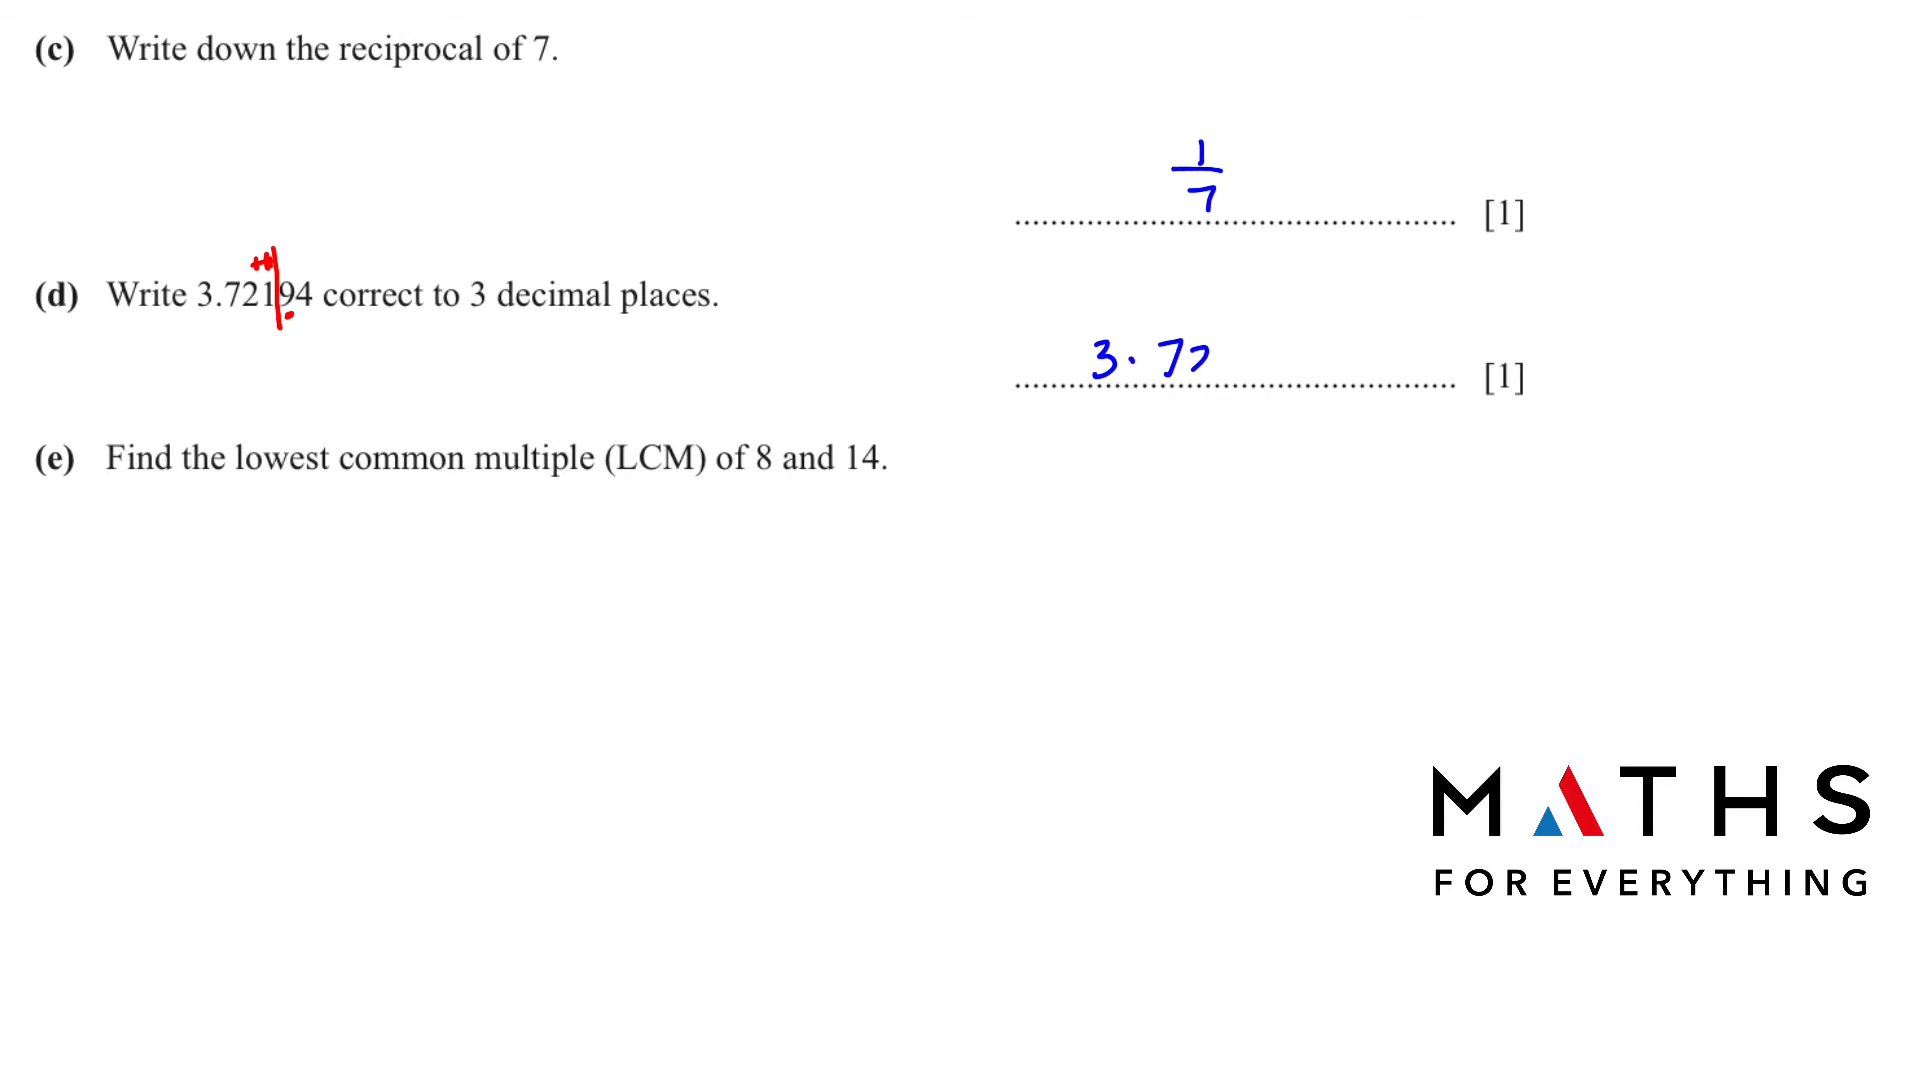 (c) Write down the reciprocal of 7.
1
7
[1]
(d) Write 3.72194 correct to 3 decimal places.
3.72
[1]
(e) Find the lowest common multiple (LCM) of 8 and 14.
MATHS
FOR EVERYTHING